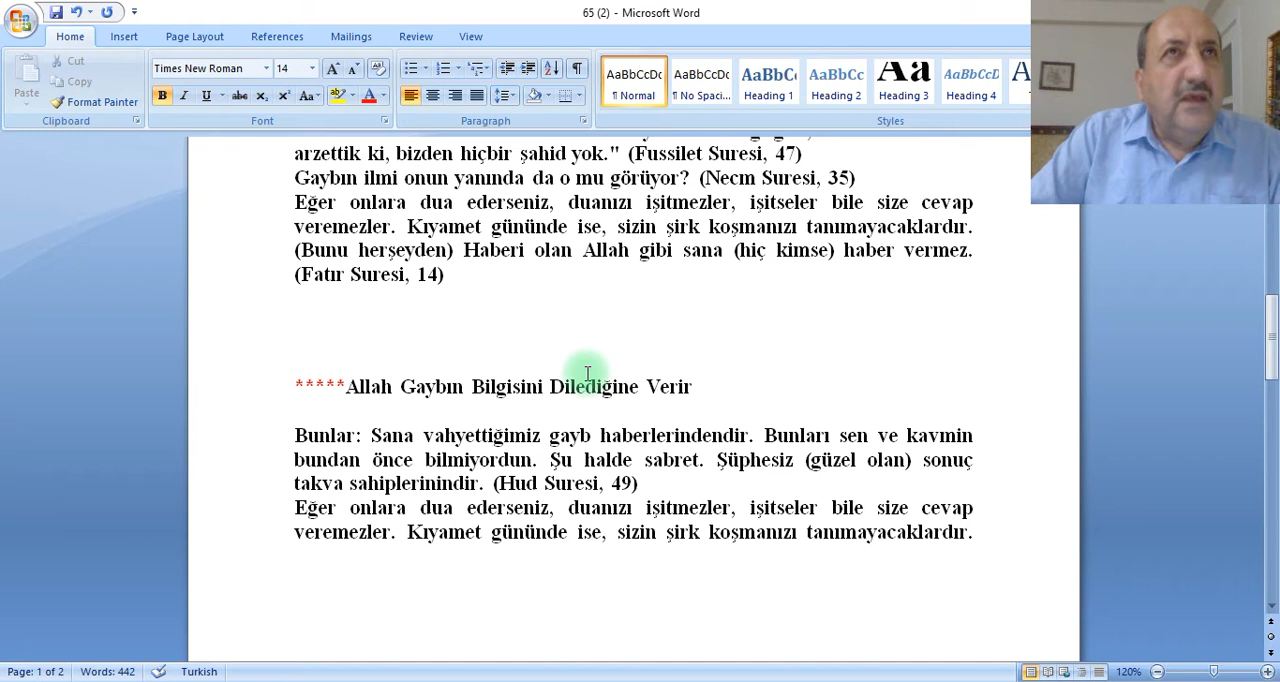 65 (2) - Microsoft Word
Home Insert Page Layout References Mailings Review View
Paste
Cut
Copy
Format Painter
Clipboard
Times New Roman 14
Font
Paragraph
AaBbCcDc AaBbCcDc AaBbC AaBbCc Aa AaBbCcD A
¶ Normal ¶ No Spaci... Heading 1 Heading 2 Heading 3 Heading 4
Styles
arzettik ki, bizden hiçbir şahid yok." (Fussilet Suresi, 47)
Gaybın ilmi onun yanında da o mu görüyor? (Necm Suresi, 35)
Eğer onlara dua ederseniz, duanızı işitmezler, işitseler bile size cevap
veremezler. Kıyamet gününde ise, sizin şirk koşmanızı tanımayacaklardır.
(Bunu herşeyden) Haberi olan Allah gibi sana (hiç kimse) haber vermez.
(Fatır Suresi, 14)
*****Allah Gaybın Bilgisini Dilediğine Verir
Bunlar: Sana vahyettiğimiz gayb haberlerindendir. Bunları sen ve kavmin
bundan önce bilmiyordun. Şu halde sabret. Şüphesiz (güzel olan) sonuç
takva sahiplerinindir. (Hud Suresi, 49)
Eğer onlara dua ederseniz, duanızı işitmezler, işitseler bile size cevap
veremezler. Kıyamet gününde ise, sizin şirk koşmanızı tanımayacaklardır.
Page: 1 of 2 Words: 442 Turkish 120%